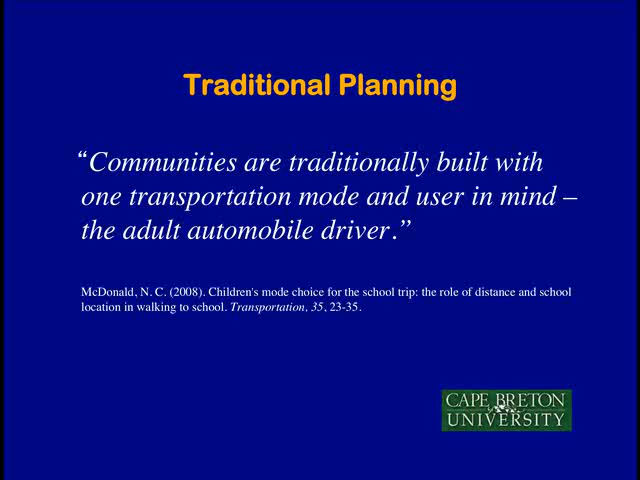 Traditional Planning
“Communities are traditionally built with
one transportation mode and user in mind –
the adult automobile driver.”
McDonald, N. C. (2008). Children's mode choice for the school trip: the role of distance and school
location in walking to school. Transportation, 35, 23-35.
CAPE BRETON
UNIVERSITY